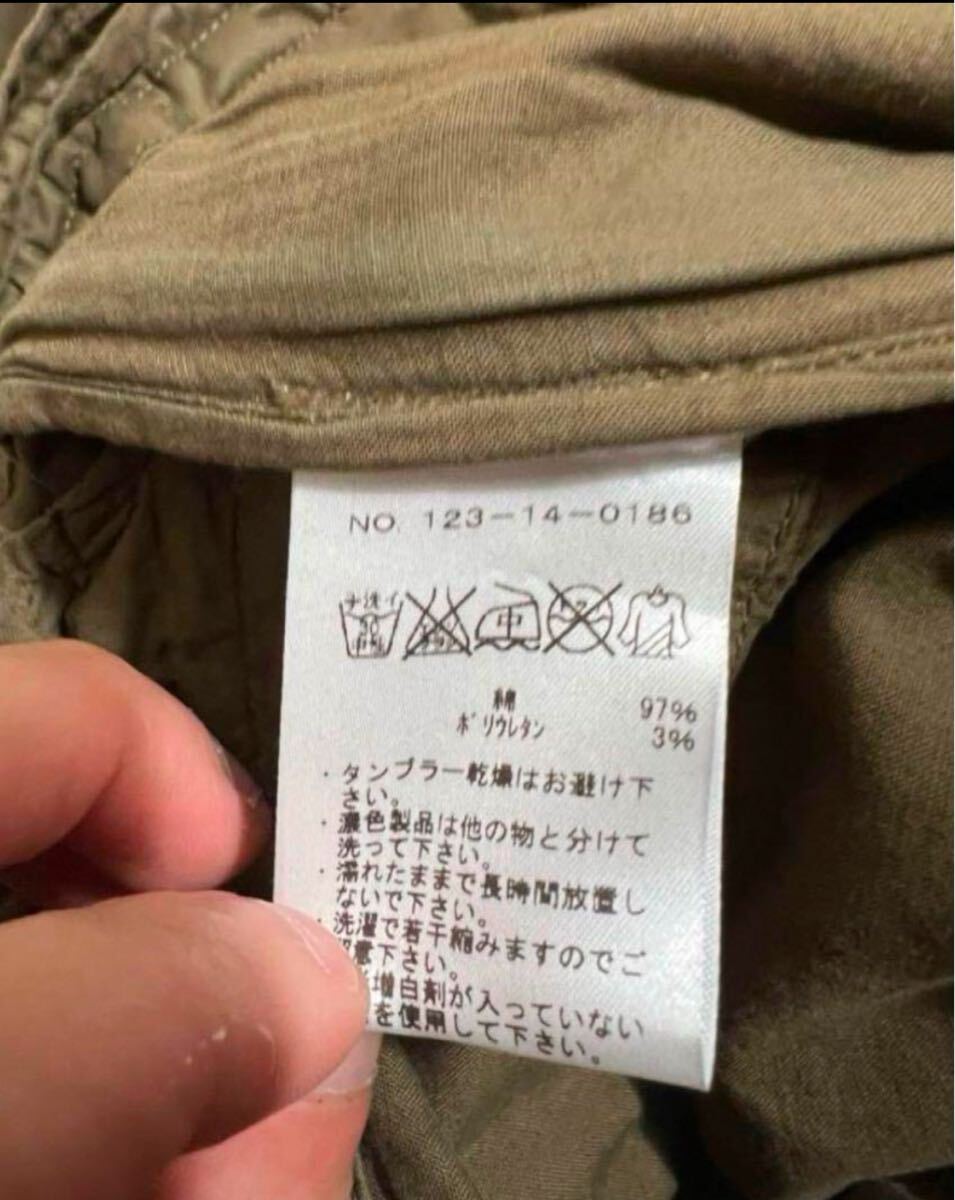 NO. 123-14-0186
手洗イ
30
中性
中
綿 97%
ポリウレタン 3%
・タンブラー乾燥はお避け下
さい。
・濃色製品は他の物と分けて
洗って下さい。
・濡れたままで長時間放置し
ないで下さい。
・洗濯で若干縮みますのでご
意下さい。
増白剤が入っていない
を使用して下さい。